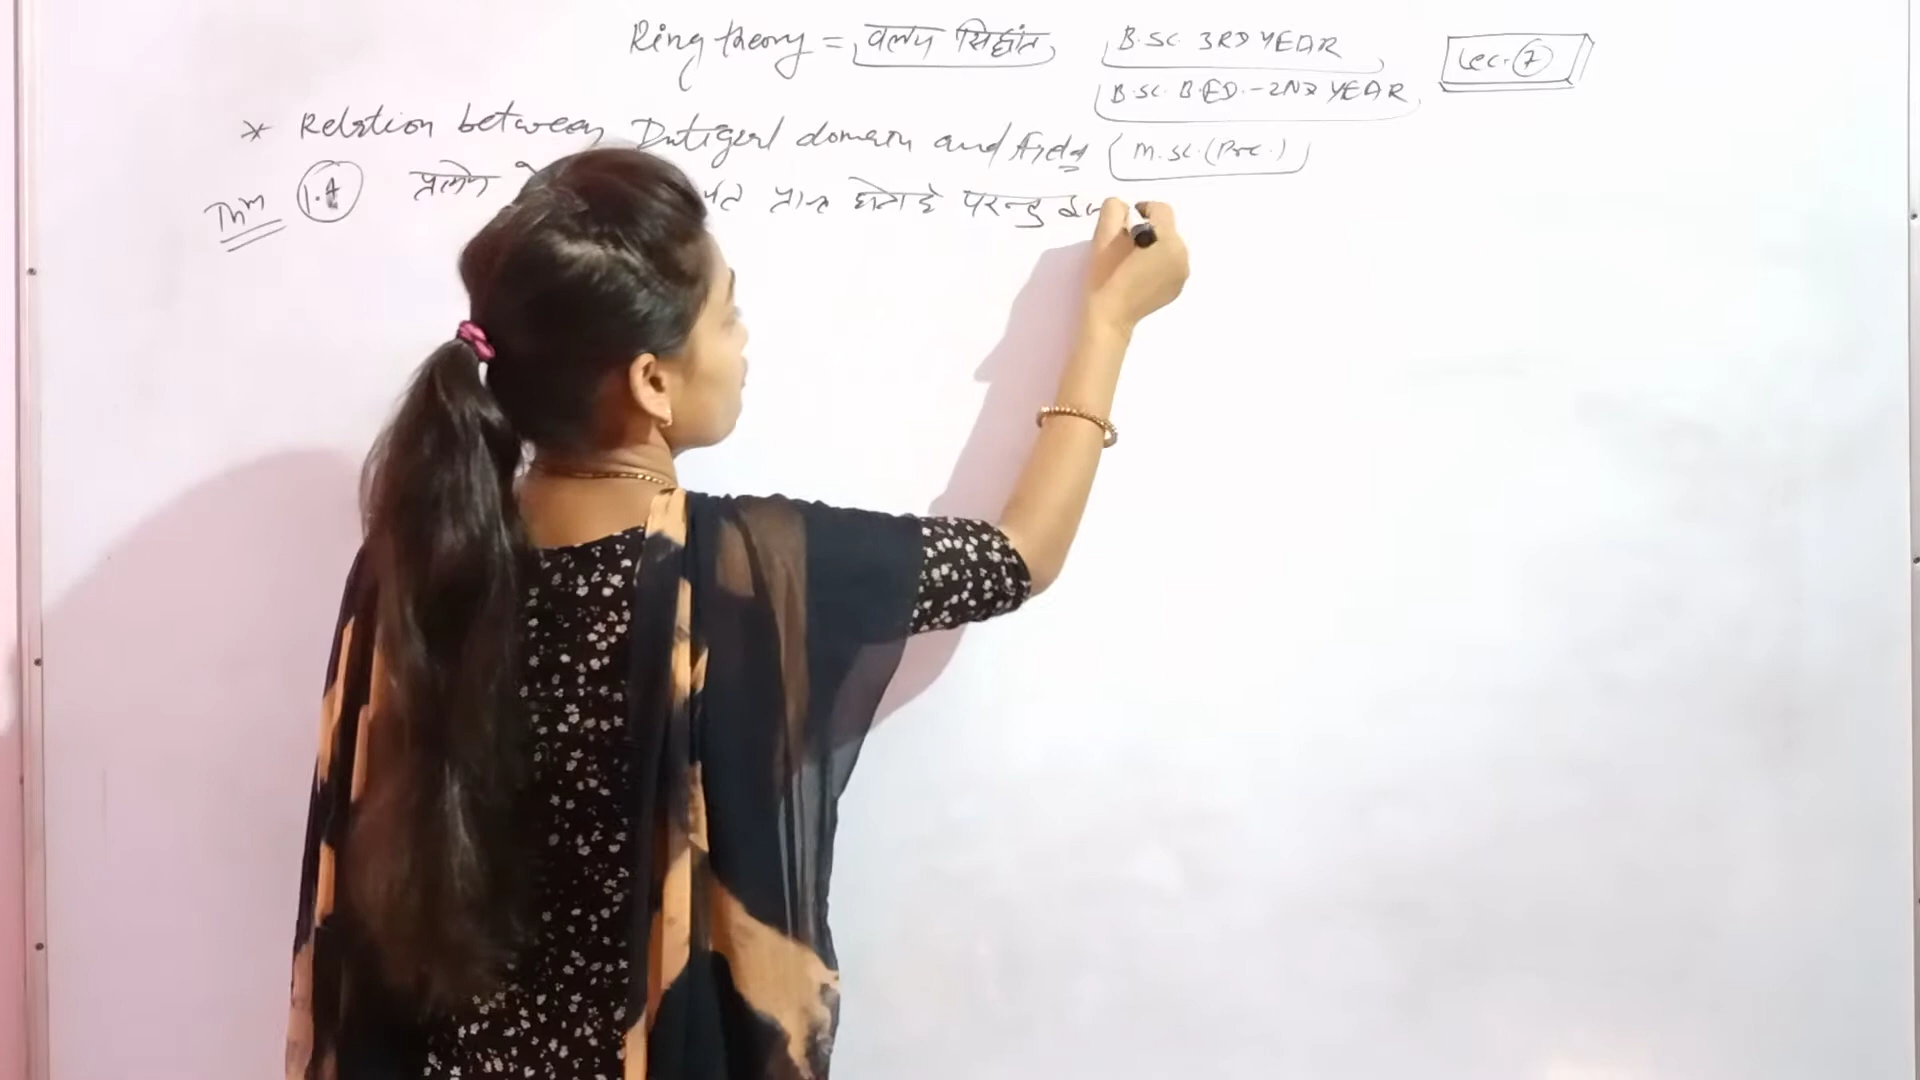 Ring theory = वलय सिद्धांत B.SC. 3RD YEAR Lec. 7
B.SC. B.ED. - 2ND YEAR
* Relation between Intigerl domain and field M.SC. (Pre.)
Thm 1.4 प्रत्येक प्रान्त होता है परन्तु